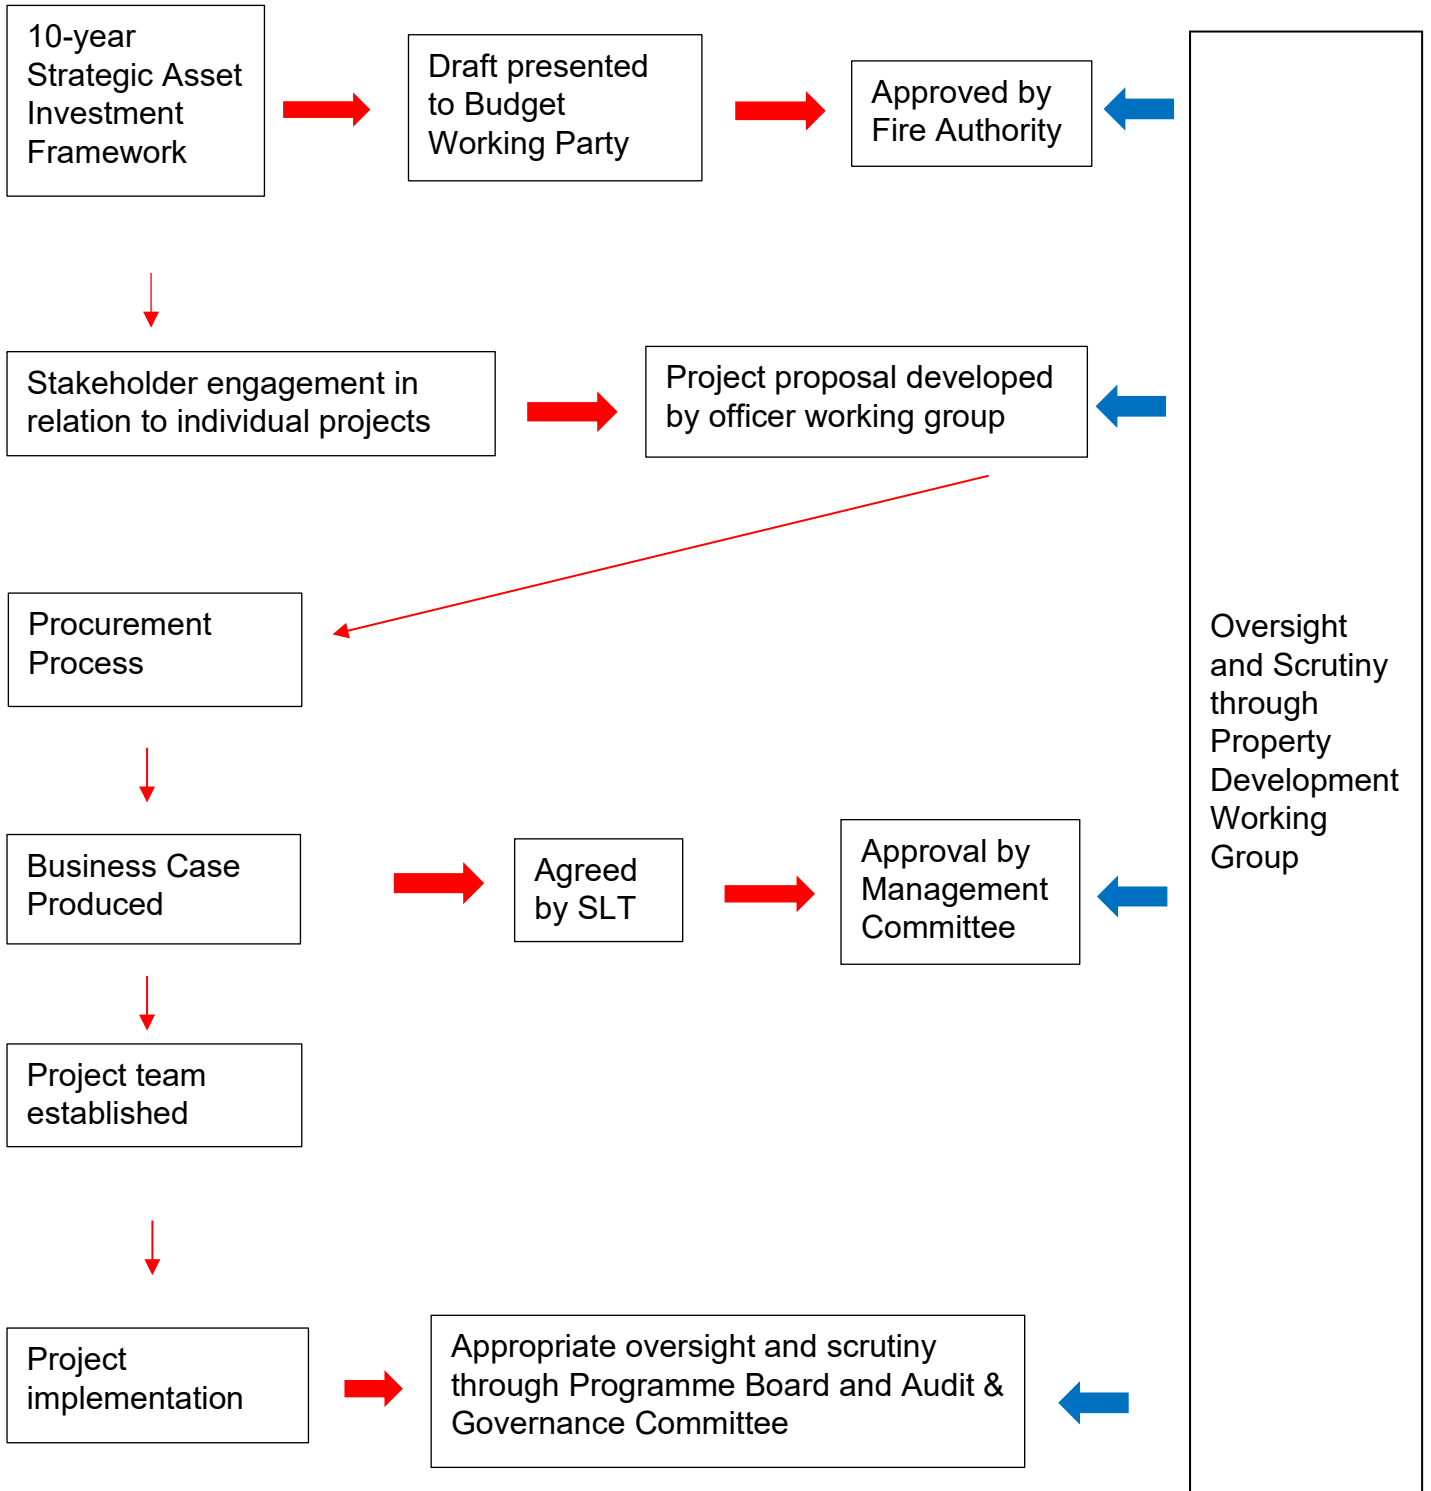 10-year
Strategic Asset
Investment
Framework
Draft presented
to Budget
Working Party
Approved by
Fire Authority
Stakeholder engagement in
relation to individual projects
Project proposal developed
by officer working group
Procurement
Process
Business Case
Produced
Agreed
by SLT
Approval by
Management
Committee
Project team
established
Project
implementation
Appropriate oversight and scrutiny
through Programme Board and Audit &
Governance Committee
Oversight
and Scrutiny
through
Property
Development
Working
Group